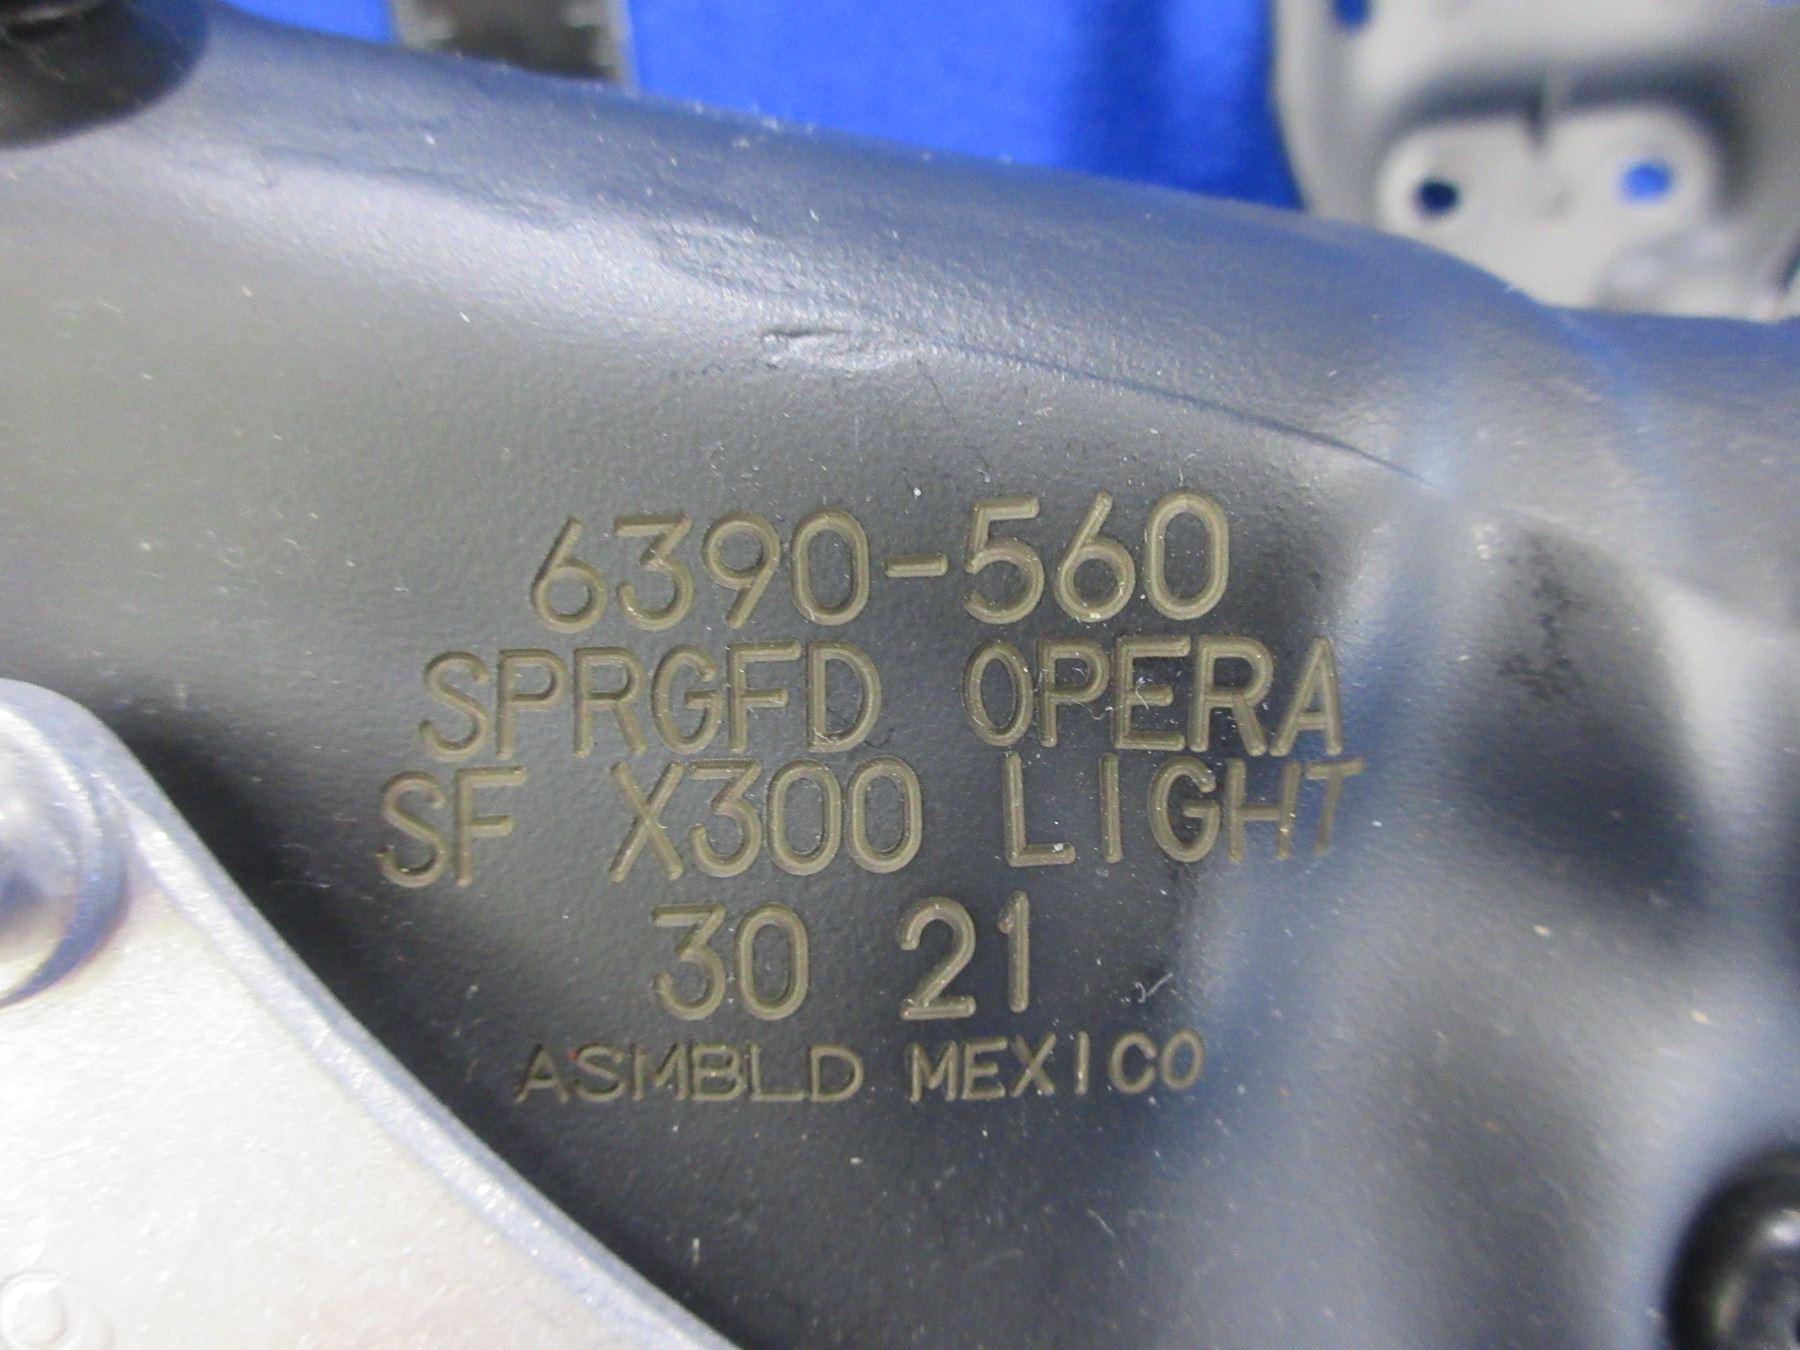 6390-560
SPRGFD OPERA
SF X300 LIGHT
30 21
ASMBLD MEXICO